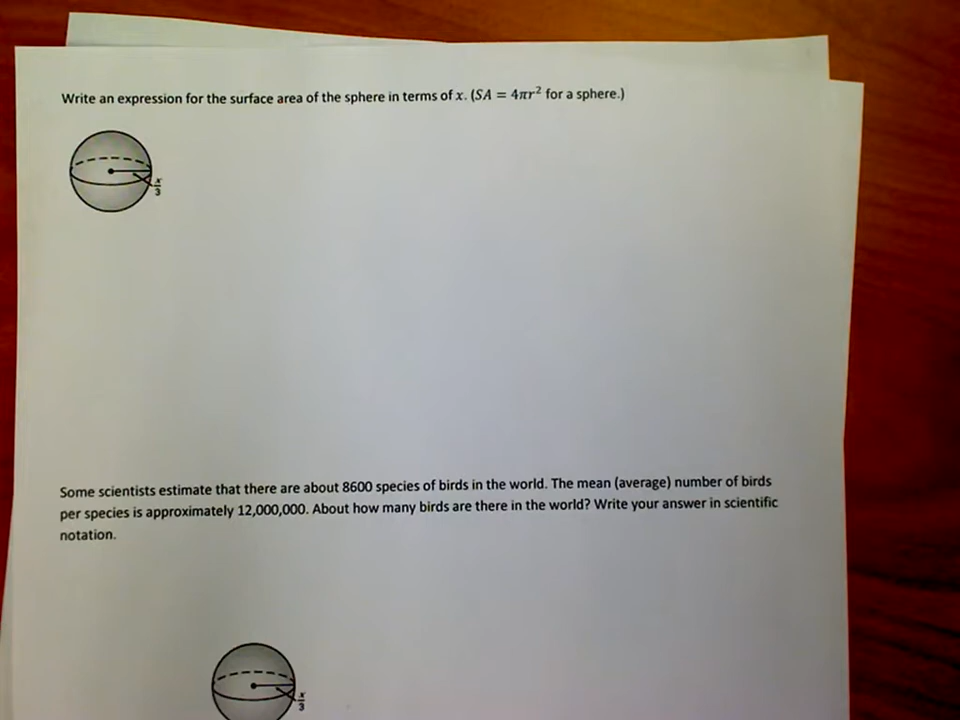 Write an expression for the surface area of the sphere in terms of x. (SA = 4πr² for a sphere.)
x
3
Some scientists estimate that there are about 8600 species of birds in the world. The mean (average) number of birds
per species is approximately 12,000,000. About how many birds are there in the world? Write your answer in scientific
notation.
x
3